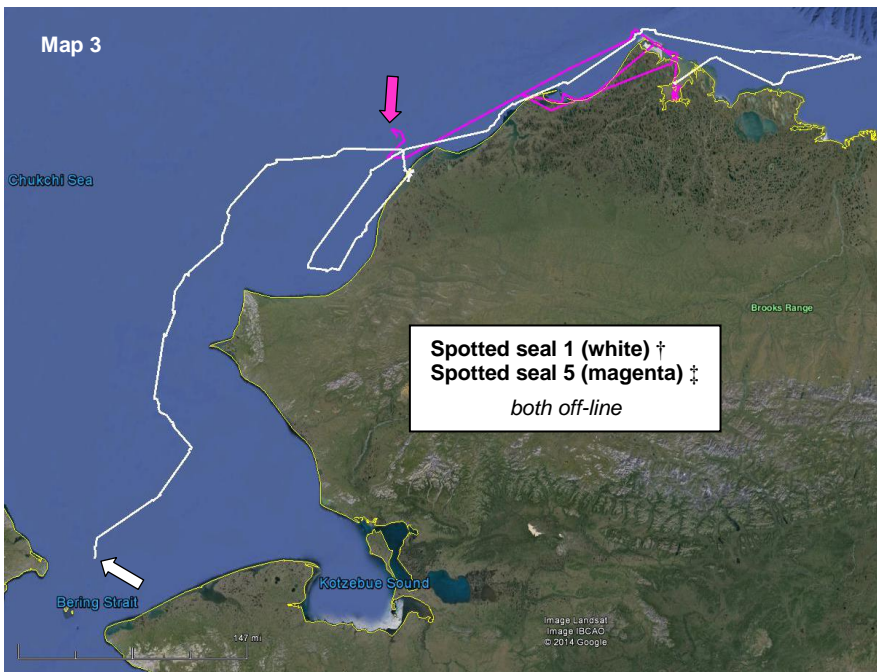 Map 3
Chukchi Sea
Brooks Range
Spotted seal 1 (white) †
Spotted seal 5 (magenta) ‡
both off-line
Kotzebue Sound
Bering Strait
147 mi
Image Landsat
Image IBCAO
© 2014 Google